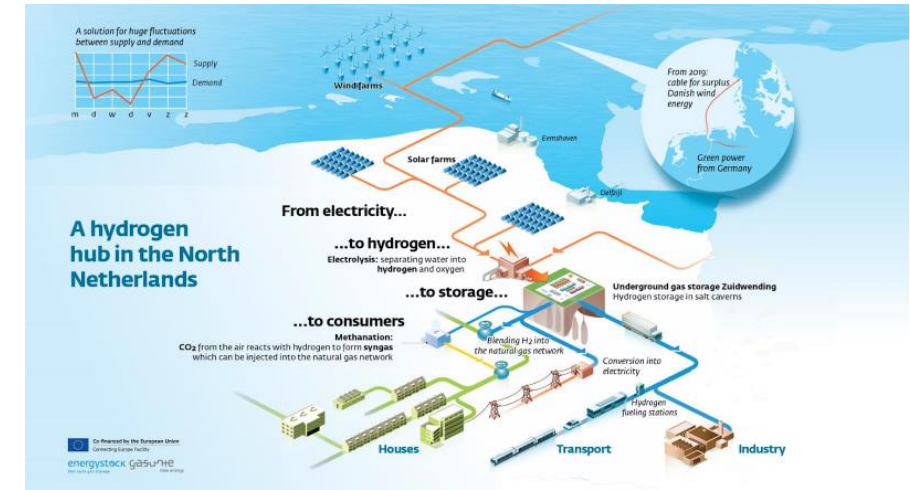 A solution for huge fluctuations
between supply and demand
Supply
Demand
m d w d v z z
Windfarms
From 2019:
cable for surplus
Danish wind
energy
Green power
from Germany
Eemshaven
Solar farms
Delfzijl
A hydrogen
hub in the North
Netherlands
From electricity...
...to hydrogen...
Electrolysis: separating water into
hydrogen and oxygen
...to storage...
Underground gas storage Zuidwending
Hydrogen storage in salt caverns
...to consumers
Methanation:
CO₂ from the air reacts with hydrogen to form syngas
which can be injected into the natural gas network
Blending H₂ into
the natural gas network
Conversion into
electricity
Hydrogen
fueling stations
Houses
Transport
Industry
Co-financed by the European Union
Connecting Europe Facility
energystock
gasunie